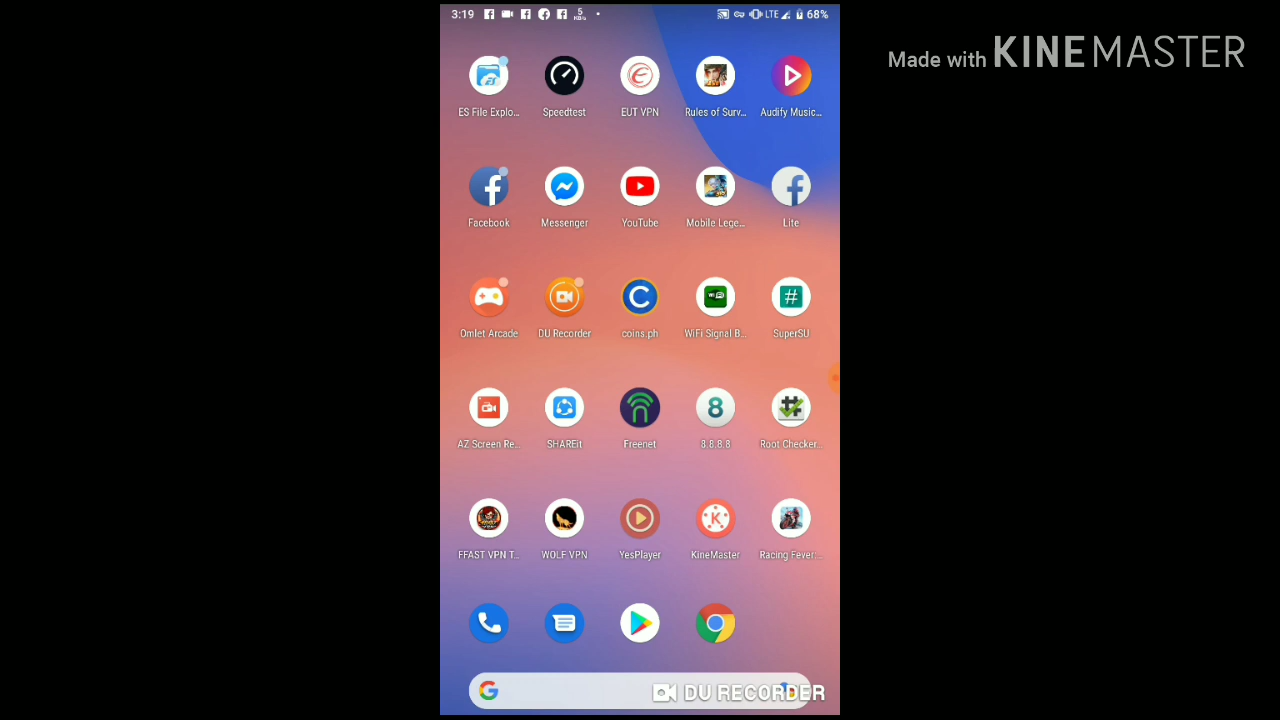 3:19 5 KB/s LTE 68%
Made with KINEMASTER
ES File Explo... Speedtest EUT VPN Rules of Surv... Audify Music...
Facebook Messenger YouTube Mobile Lege... Lite
Omlet Arcade DU Recorder coins.ph WiFi Signal B... SuperSU
AZ Screen Re... SHAREit Freenet 8.8.8.8 Root Checker...
FFAST VPN T... WOLF VPN YesPlayer KineMaster Racing Fever:...
DU RECORDER